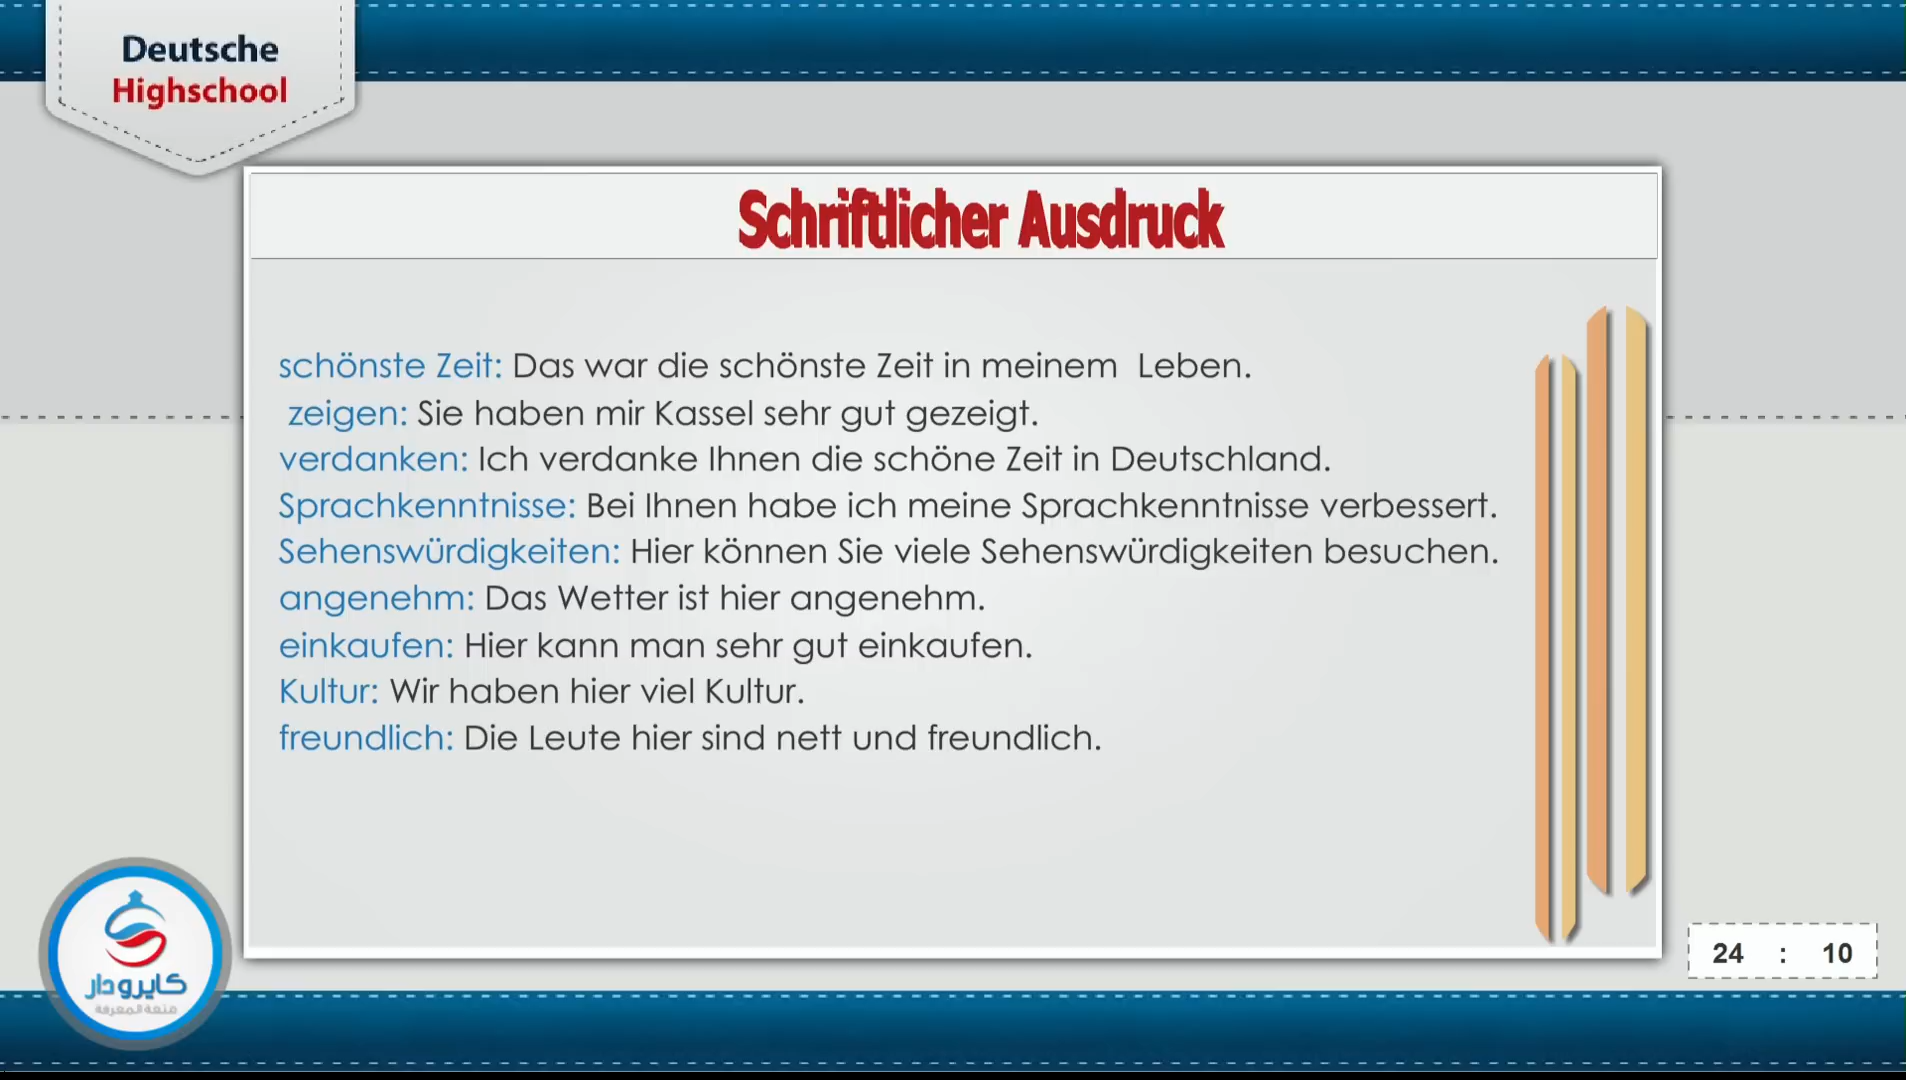 Deutsche
Highschool
Schriftlicher Ausdruck
schönste Zeit: Das war die schönste Zeit in meinem Leben.
zeigen: Sie haben mir Kassel sehr gut gezeigt.
verdanken: Ich verdanke Ihnen die schöne Zeit in Deutschland.
Sprachkenntnisse: Bei Ihnen habe ich meine Sprachkenntnisse verbessert.
Sehenswürdigkeiten: Hier können Sie viele Sehenswürdigkeiten besuchen.
angenehm: Das Wetter ist hier angenehm.
einkaufen: Hier kann man sehr gut einkaufen.
Kultur: Wir haben hier viel Kultur.
freundlich: Die Leute hier sind nett und freundlich.
كايرودار
متعة المعرفة
24 : 10